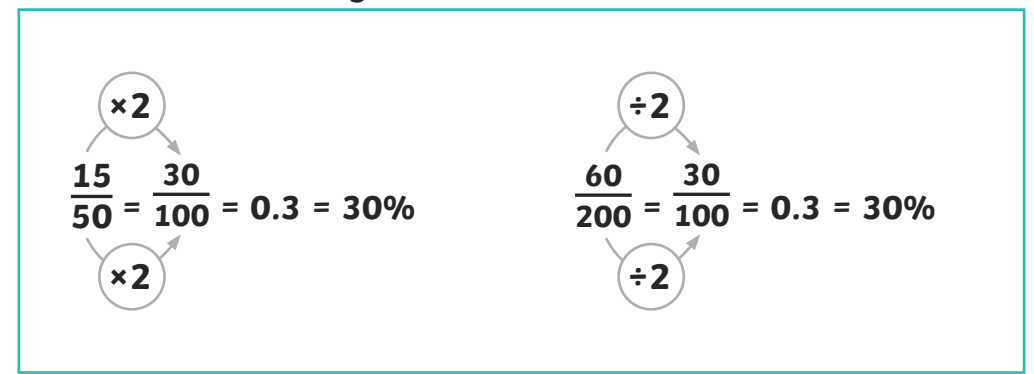 ×2 ÷2
15/50 = 30/100 = 0.3 = 30% 60/200 = 30/100 = 0.3 = 30%
×2 ÷2